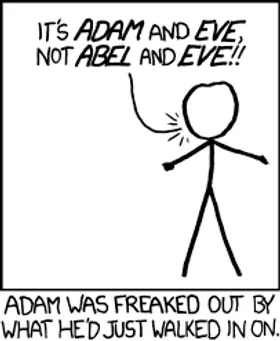 IT'S ADAM AND EVE,
NOT ABEL AND EVE!!
ADAM WAS FREAKED OUT BY
WHAT HE'D JUST WALKED IN ON.